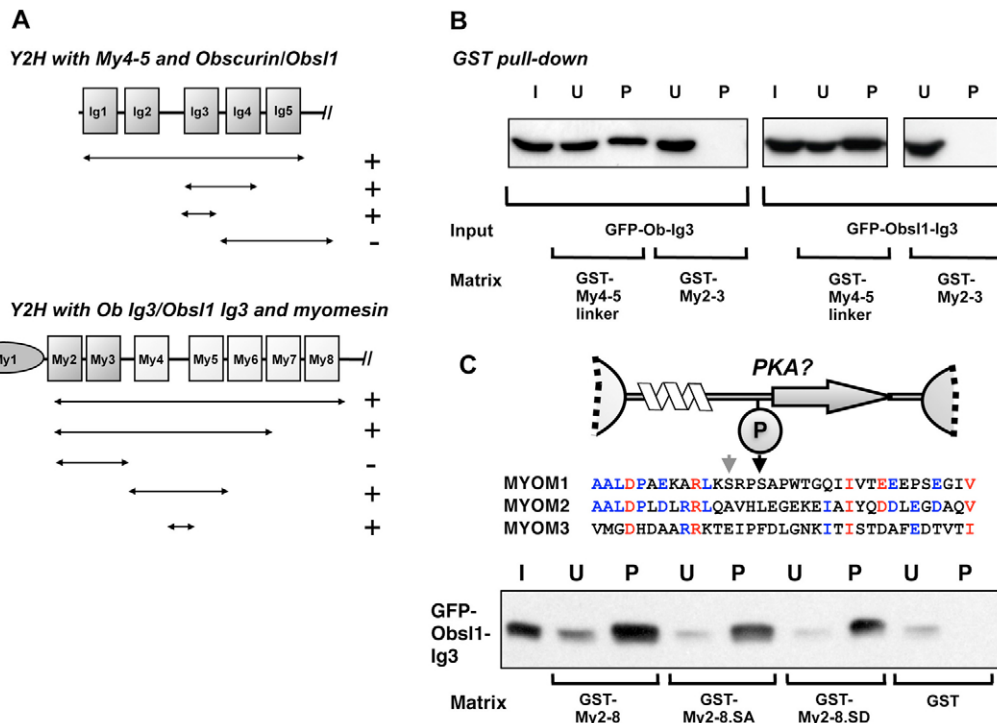 A
Y2H with My4-5 and Obscurin/Obsl1
Ig1 Ig2 Ig3 Ig4 Ig5 //
+
+
+
-
Y2H with Ob Ig3/Obsl1 Ig3 and myomesin
My1 My2 My3 My4 My5 My6 My7 My8 //
+
+
-
+
+
B
GST pull-down
I U P U P I U P U P
Input GFP-Ob-Ig3 GFP-Obsl1-Ig3
Matrix GST-My4-5 linker GST-My2-3 GST-My4-5 linker GST-My2-3
C
PKA?
P
MYOM1 AALDPAEKARLKSRPSAPWTGQIIVTEEEPSEGIV
MYOM2 AALDPLDLRRLQAVHLEGEKEIAIYQDDLEGDAQV
MYOM3 VMGDHDAARRKTEIPFDLGNKITISTDAFEDTVTI
I U P U P U P U P
GFP-Obsl1-Ig3
Matrix GST-My2-8 GST-My2-8.SA GST-My2-8.SD GST